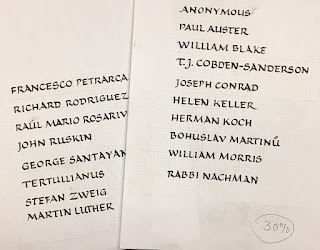 FRANCESCO PETRARCA
RICHARD RODRIGUEZ
RAÚL MARIO ROSARIV
JOHN RUSKIN
GEORGE SANTAYAN
TERTULLIANUS
STEFAN ZWEIG
MARTIN LUTHER
ANONYMOUS
PAUL AUSTER
WILLIAM BLAKE
T.J. COBDEN-SANDERSON
JOSEPH CONRAD
HELEN KELLER
HERMAN KOCH
BOHUSLAV MARTINŮ
WILLIAM MORRIS
RABBI NACHMAN
30%